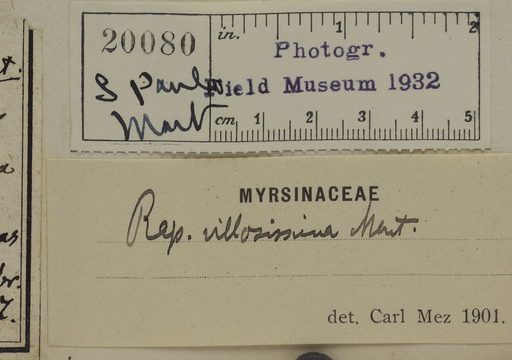 20080
in. 1 2
Photogr.
S Paulo
Field Museum 1932
Mart
cm 1 2 3 4 5
MYRSINACEAE
Rap. villosissima Mart.
det. Carl Mez 1901.